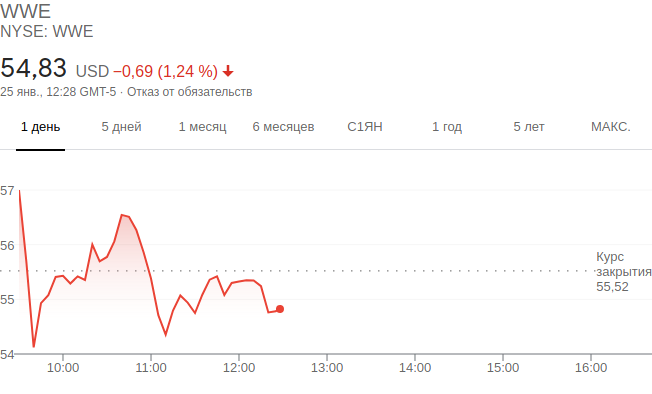 WWE
NYSE: WWE
54,83 USD −0,69 (1,24 %)
25 янв., 12:28 GMT-5 · Отказ от обязательств
1 день 5 дней 1 месяц 6 месяцев С1ЯН 1 год 5 лет МАКС.
57
56
Курс
закрытия
55,52
55
54
10:00 11:00 12:00 13:00 14:00 15:00 16:00